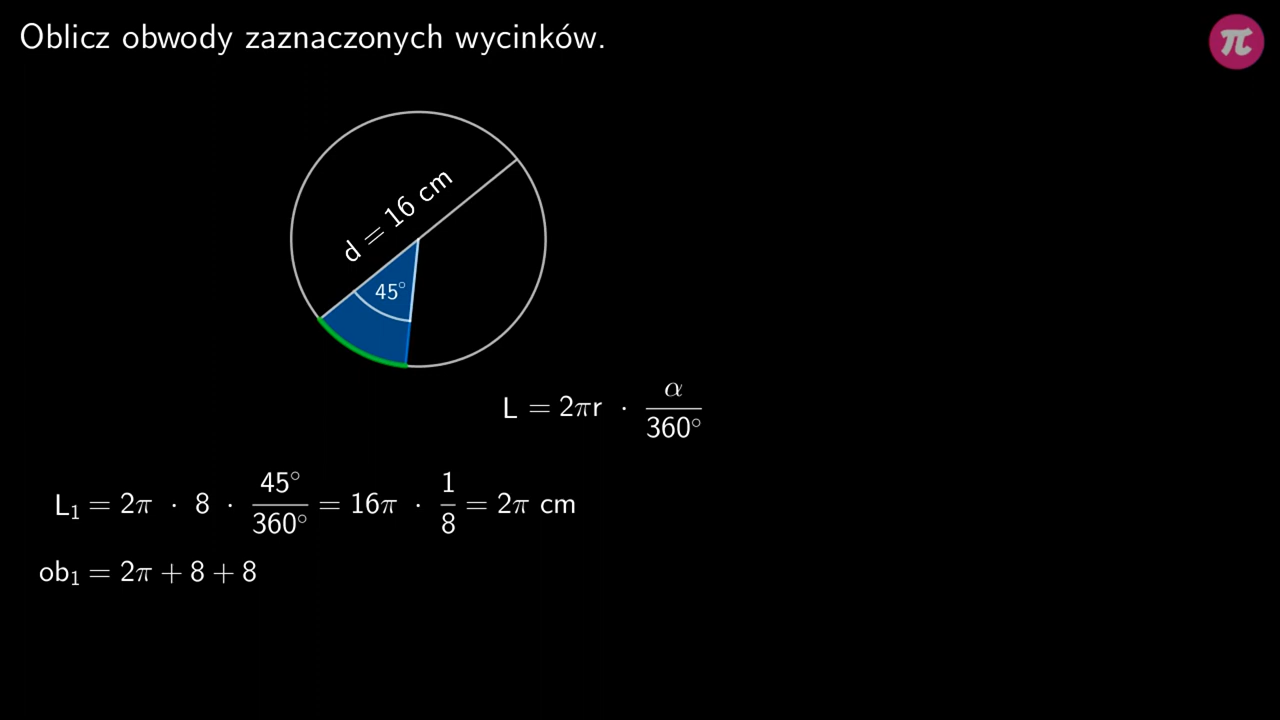 Oblicz obwody zaznaczonych wycinków.
π
d = 16 cm
45°
L = 2πr · α/360°
L₁ = 2π · 8 · 45°/360° = 16π · 1/8 = 2π cm
ob₁ = 2π + 8 + 8